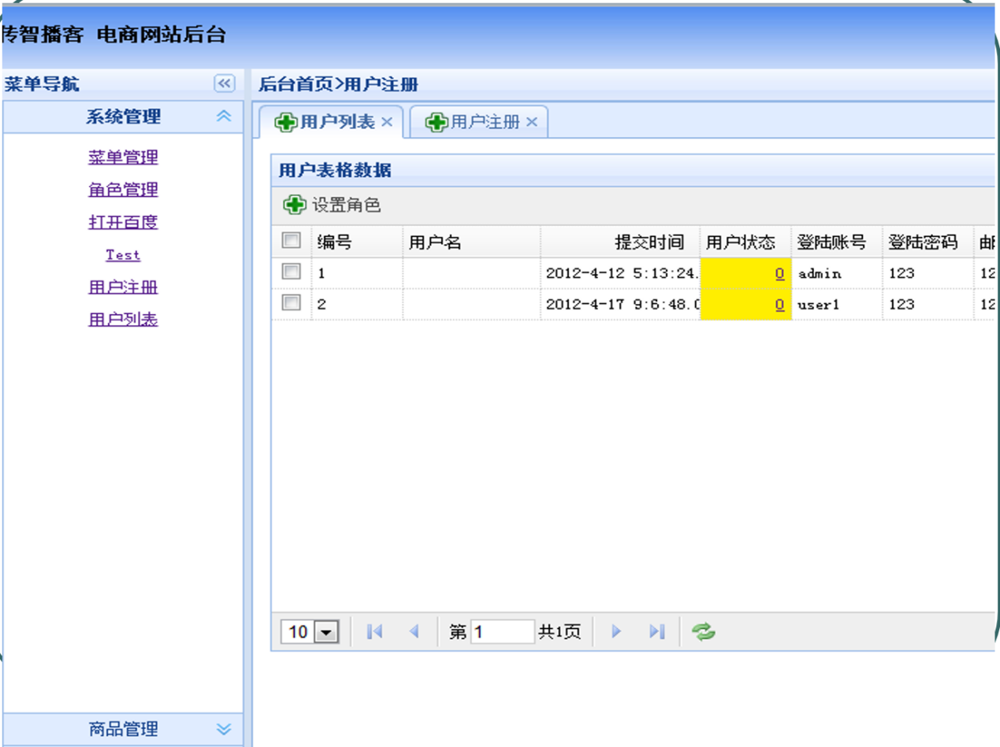 传智播客 电商网站后台
菜单导航
后台首页>用户注册
系统管理
用户列表 用户注册
菜单管理
角色管理
打开百度
Test
用户注册
用户列表
用户表格数据
设置角色
编号 用户名 提交时间 用户状态 登陆账号 登陆密码
1 2012-4-12 5:13:24. 0 admin 123 12
2 2012-4-17 9:6:48.0 0 user1 123 12
10 第 1 共1页
商品管理